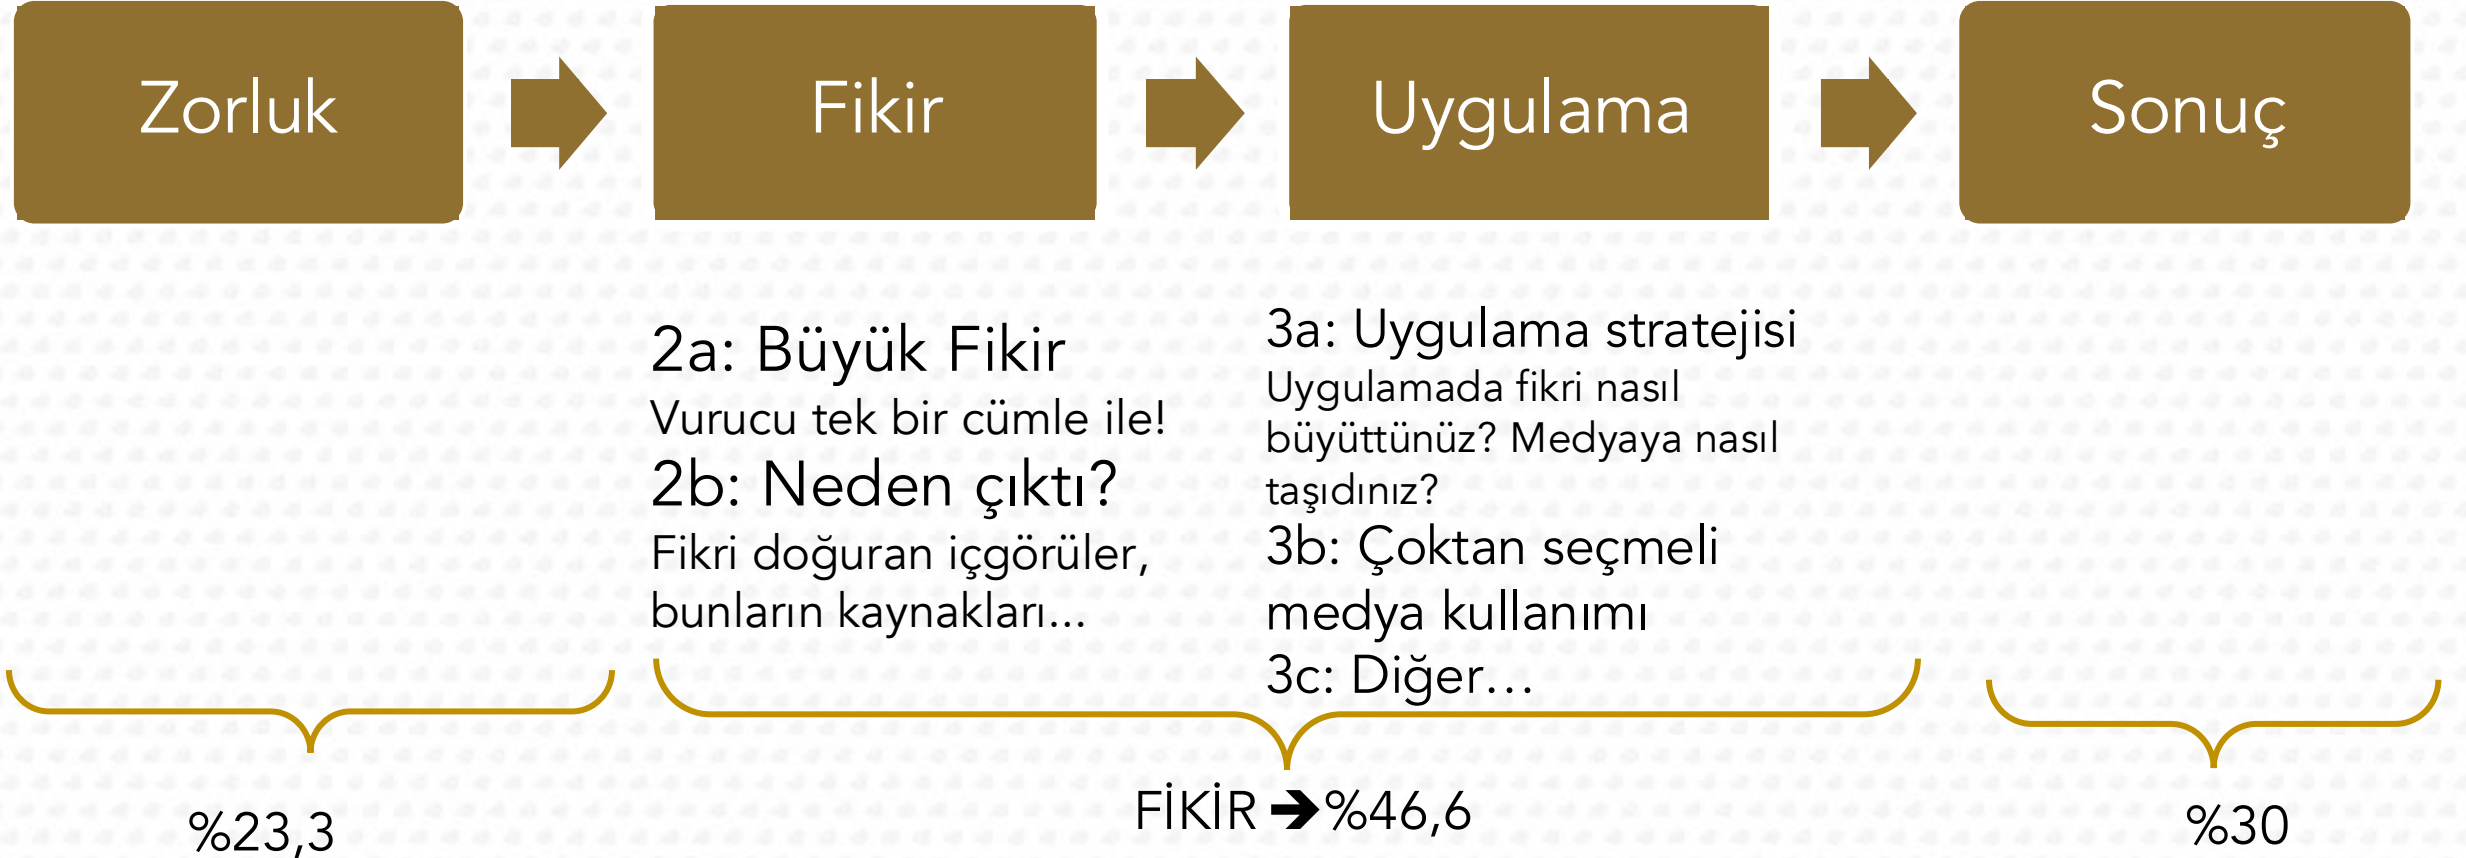 Zorluk
Fikir
Uygulama
Sonuç
2a: Büyük Fikir
Vurucu tek bir cümle ile!
2b: Neden çıktı?
Fikri doğuran içgörüler,
bunların kaynakları...
3a: Uygulama stratejisi
Uygulamada fikri nasıl
büyüttünüz? Medyaya nasıl
taşıdınız?
3b: Çoktan seçmeli
medya kullanımı
3c: Diğer...
%23,3
FİKİR ➔%46,6
%30